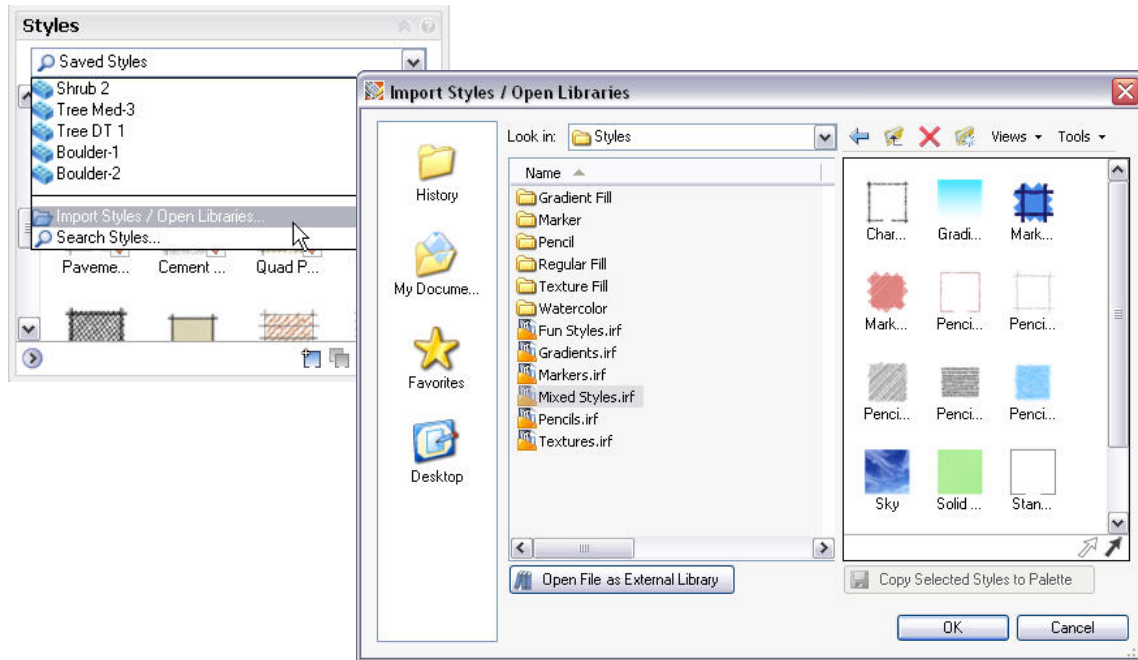 Styles
Saved Styles
Shrub 2
Tree Med-3
Tree DT 1
Boulder-1
Boulder-2
Import Styles / Open Libraries...
Search Styles...
Paveme... Cement ... Quad P...
Import Styles / Open Libraries
Look in: Styles Views Tools
History
My Docume...
Favorites
Desktop
Name
Gradient Fill
Marker
Pencil
Regular Fill
Texture Fill
Watercolor
Fun Styles.irf
Gradients.irf
Markers.irf
Mixed Styles.irf
Pencils.irf
Textures.irf
Char... Gradi... Mark...
Mark... Penci... Penci...
Penci... Penci... Penci...
Sky Solid ... Stan...
Open File as External Library
Copy Selected Styles to Palette
OK Cancel